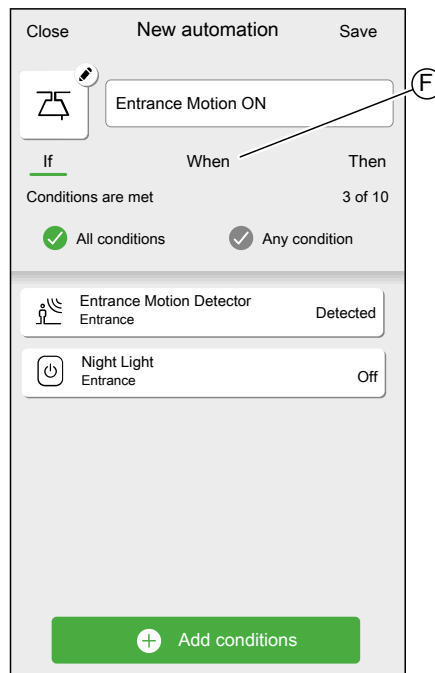 Close New automation Save
Entrance Motion ON
F
If When Then
Conditions are met 3 of 10
All conditions Any condition
Entrance Motion Detector
Entrance
Detected
Night Light
Entrance
Off
Add conditions